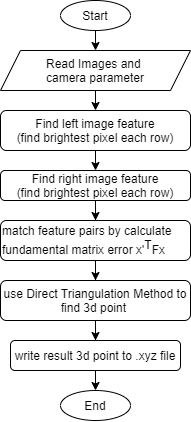 Start
Read Images and
camera parameter
Find left image feature
(find brightest pixel each row)
Find right image feature
(find brightest pixel each row)
match feature pairs by calculate
fundamental matrix error x'ᵀFx
use Direct Triangulation Method to
find 3d point
write result 3d point to .xyz file
End